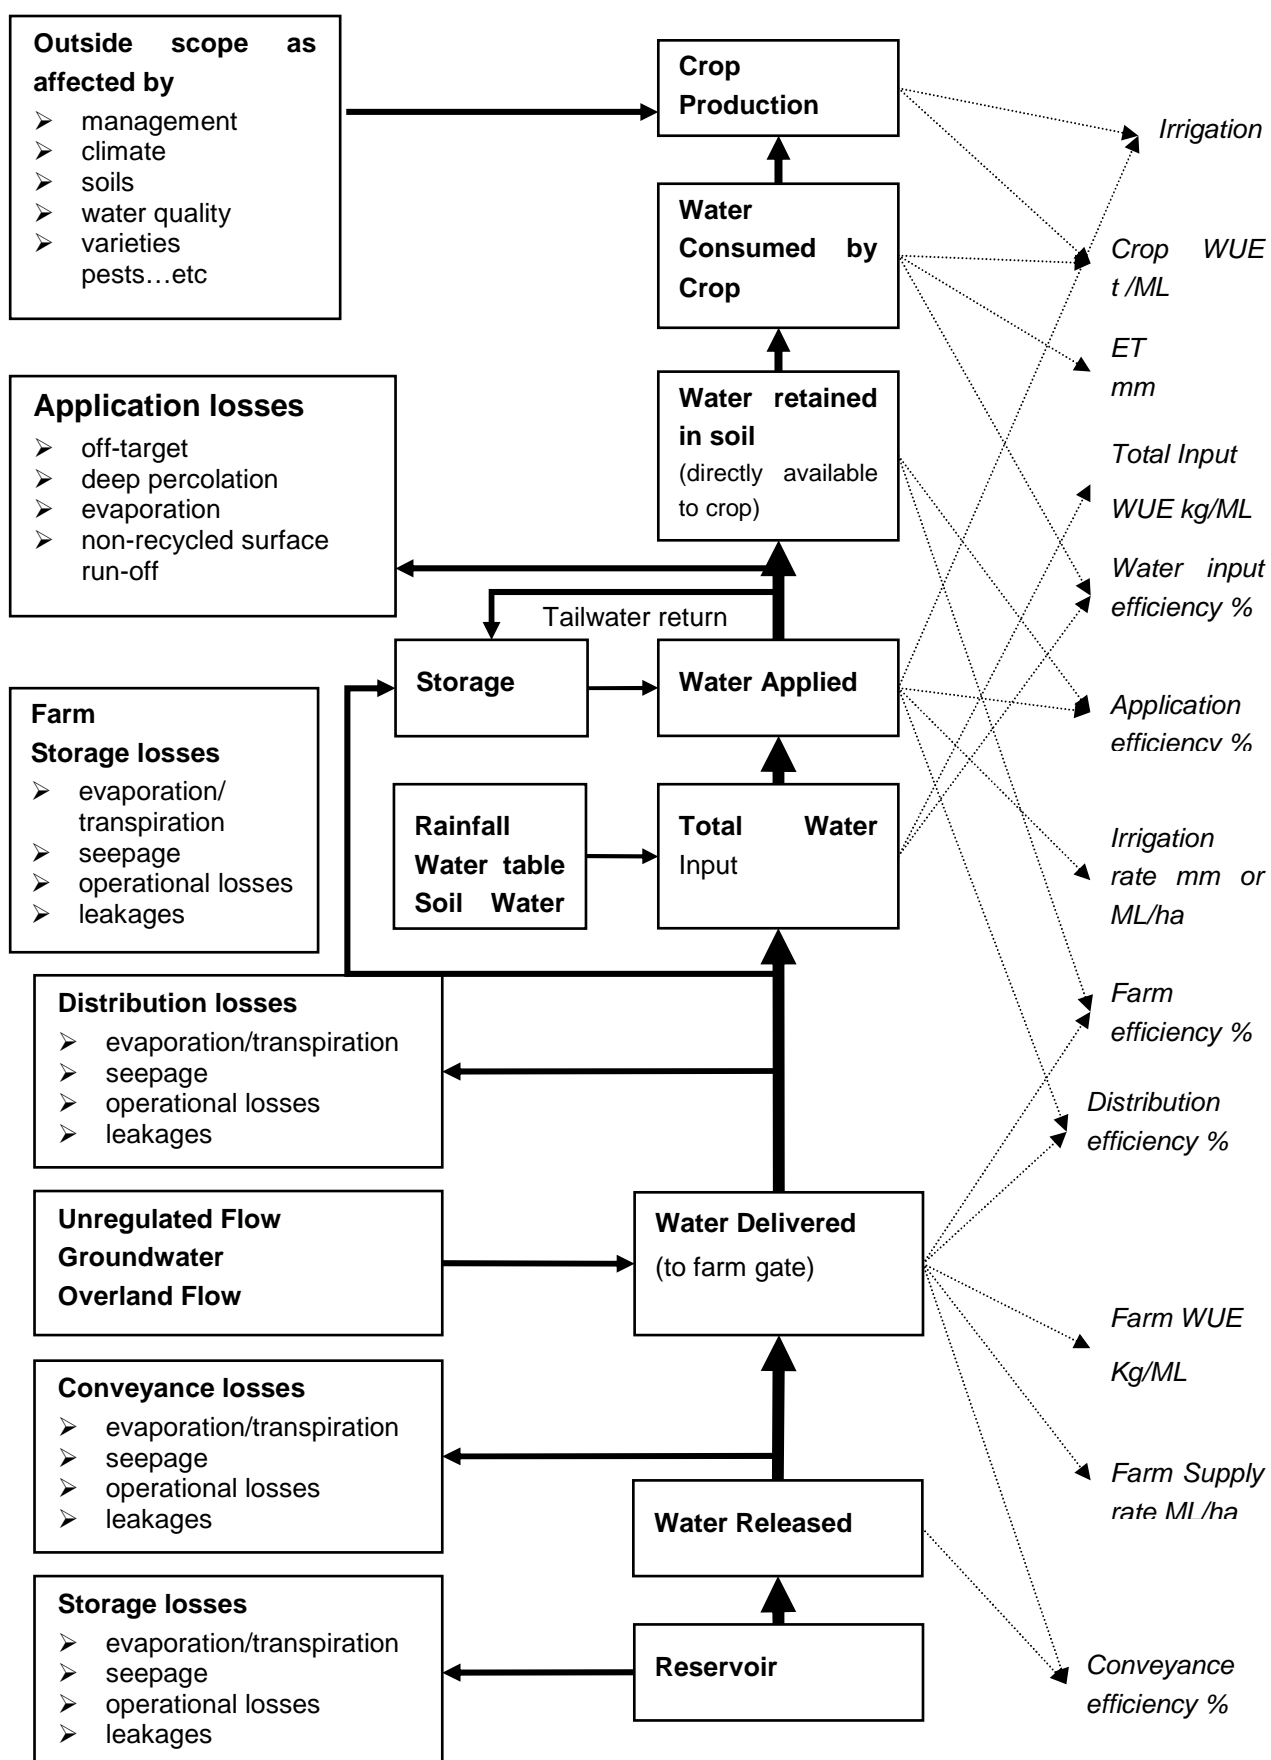 Outside scope as
affected by
➢ management
➢ climate
➢ soils
➢ water quality
➢ varieties
pests…etc
Crop
Production
Irrigation
Water
Consumed by
Crop
Crop WUE
t /ML
ET
mm
Application losses
➢ off-target
➢ deep percolation
➢ evaporation
➢ non-recycled surface
run-off
Water retained
in soil
(directly available
to crop)
Total Input
WUE kg/ML
Water input
efficiency %
Tailwater return
Storage
Water Applied
Application
efficiency %
Farm
Storage losses
➢ evaporation/
transpiration
➢ seepage
➢ operational losses
➢ leakages
Rainfall
Water table
Soil Water
Total Water
Input
Irrigation
rate mm or
ML/ha
Distribution losses
➢ evaporation/transpiration
➢ seepage
➢ operational losses
➢ leakages
Farm
efficiency %
Distribution
efficiency %
Unregulated Flow
Groundwater
Overland Flow
Water Delivered
(to farm gate)
Farm WUE
Kg/ML
Conveyance losses
➢ evaporation/transpiration
➢ seepage
➢ operational losses
➢ leakages
Water Released
Farm Supply
rate ML/ha
Storage losses
➢ evaporation/transpiration
➢ seepage
➢ operational losses
➢ leakages
Reservoir
Conveyance
efficiency %